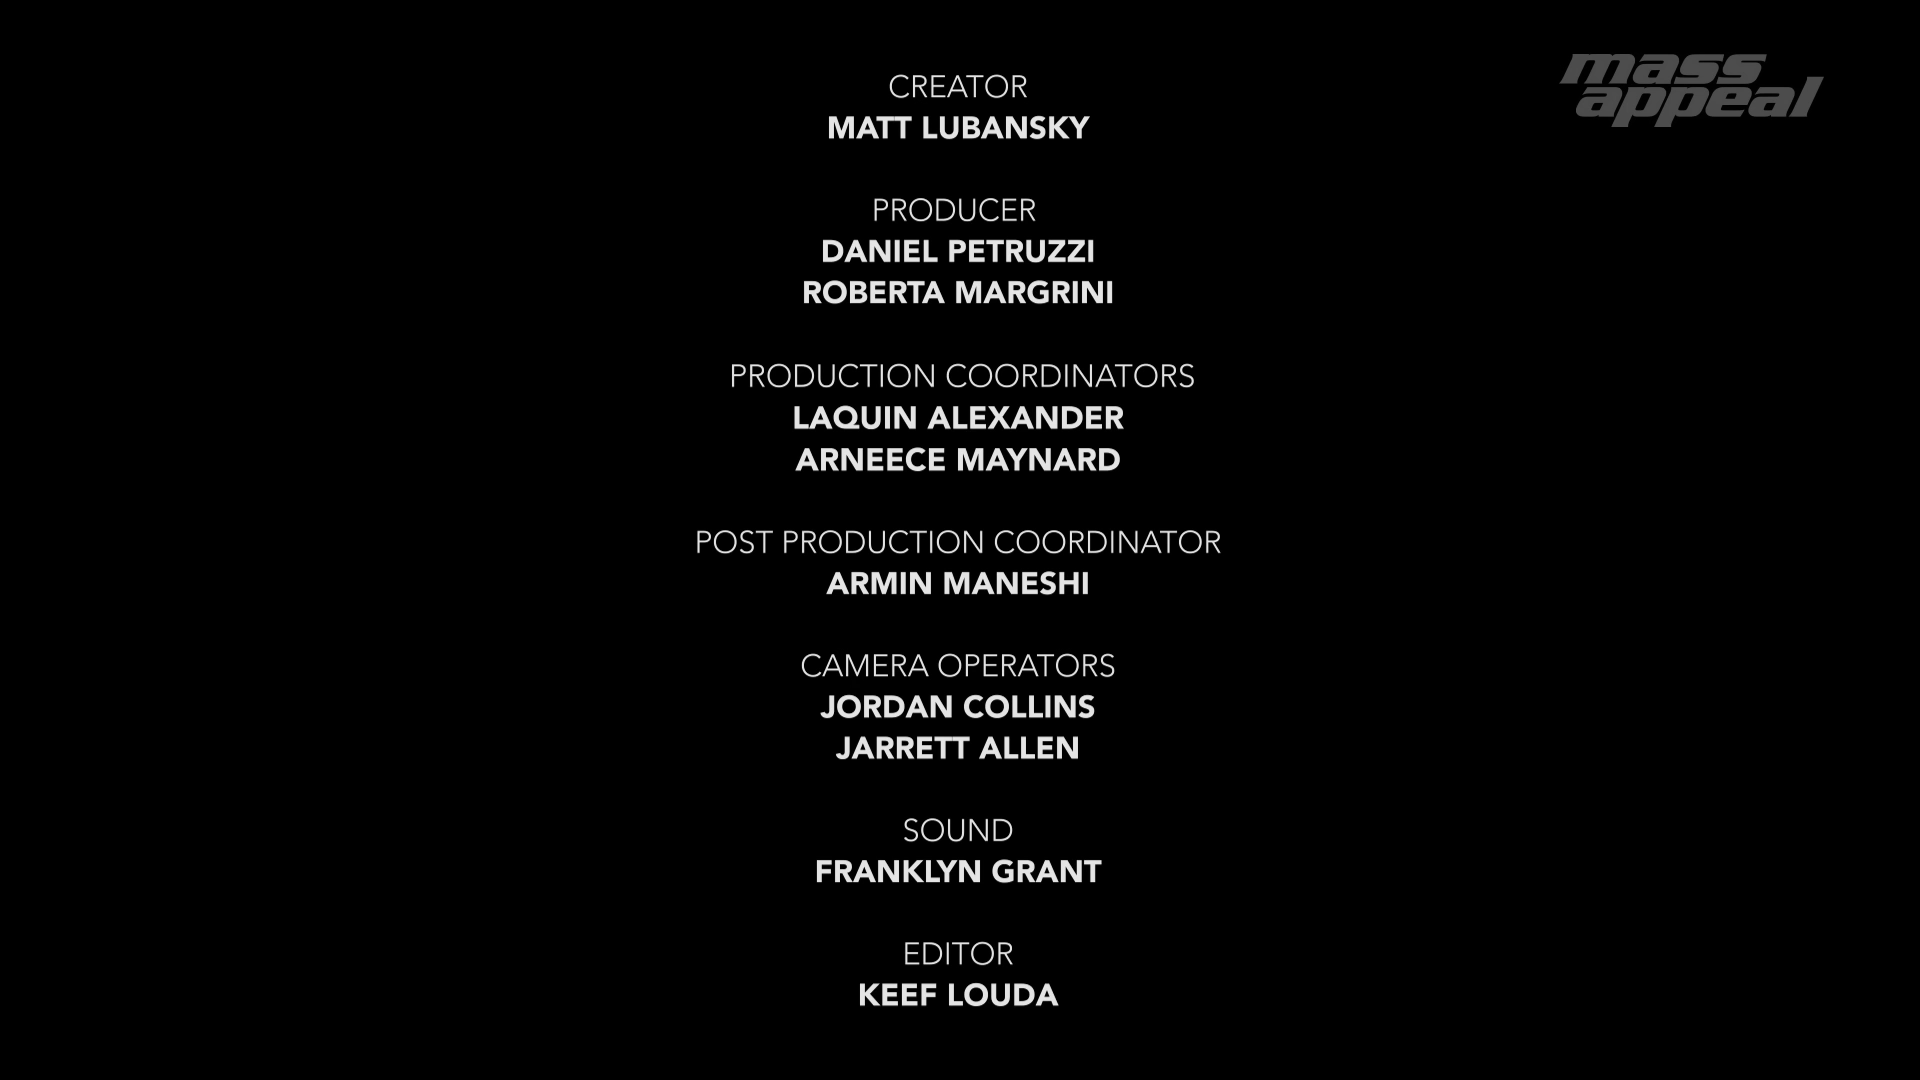 CREATOR
MATT LUBANSKY
PRODUCER
DANIEL PETRUZZI
ROBERTA MARGRINI
PRODUCTION COORDINATORS
LAQUIN ALEXANDER
ARNEECE MAYNARD
POST PRODUCTION COORDINATOR
ARMIN MANESHI
CAMERA OPERATORS
JORDAN COLLINS
JARRETT ALLEN
SOUND
FRANKLYN GRANT
EDITOR
KEEF LOUDA
mass
appeal